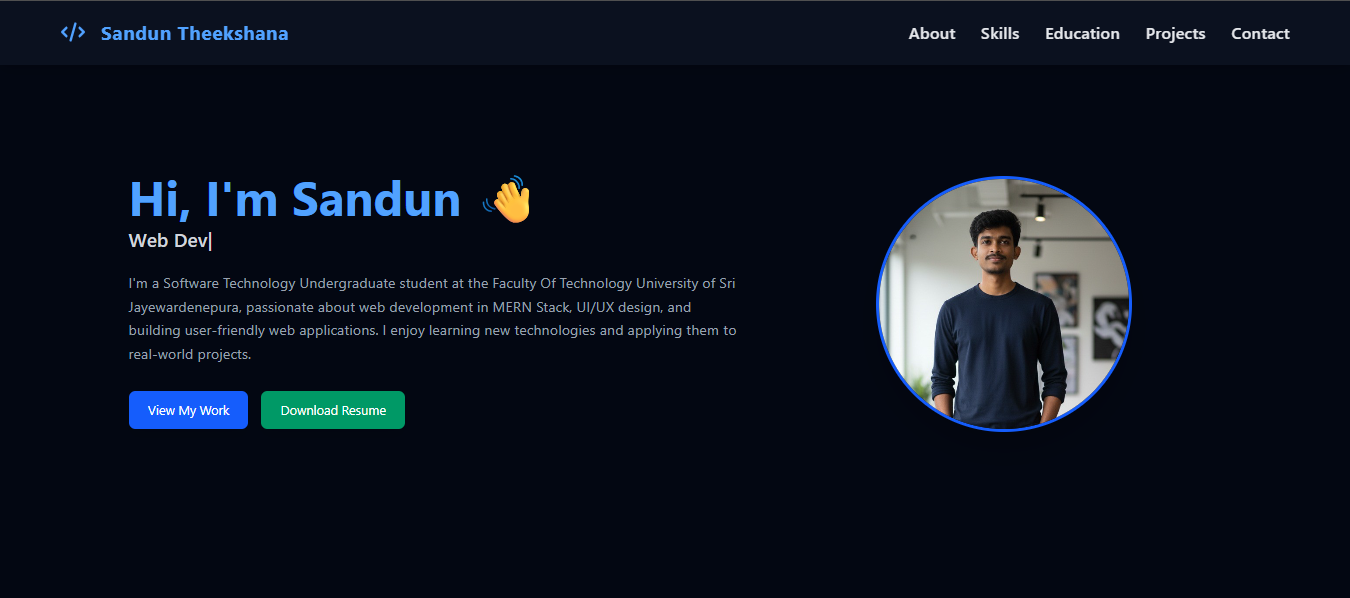 </> Sandun Theekshana
About Skills Education Projects Contact
Hi, I'm Sandun 👋
Web Dev|
I'm a Software Technology Undergraduate student at the Faculty Of Technology University of Sri
Jayewardenepura, passionate about web development in MERN Stack, UI/UX design, and
building user-friendly web applications. I enjoy learning new technologies and applying them to
real-world projects.
View My Work Download Resume